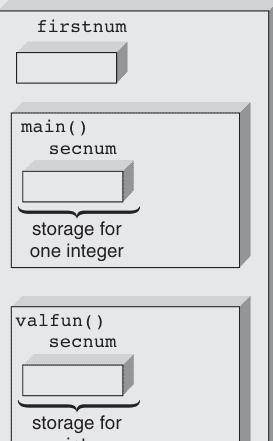 firstnum
main()
secnum
storage for
one integer
valfun()
secnum
storage for